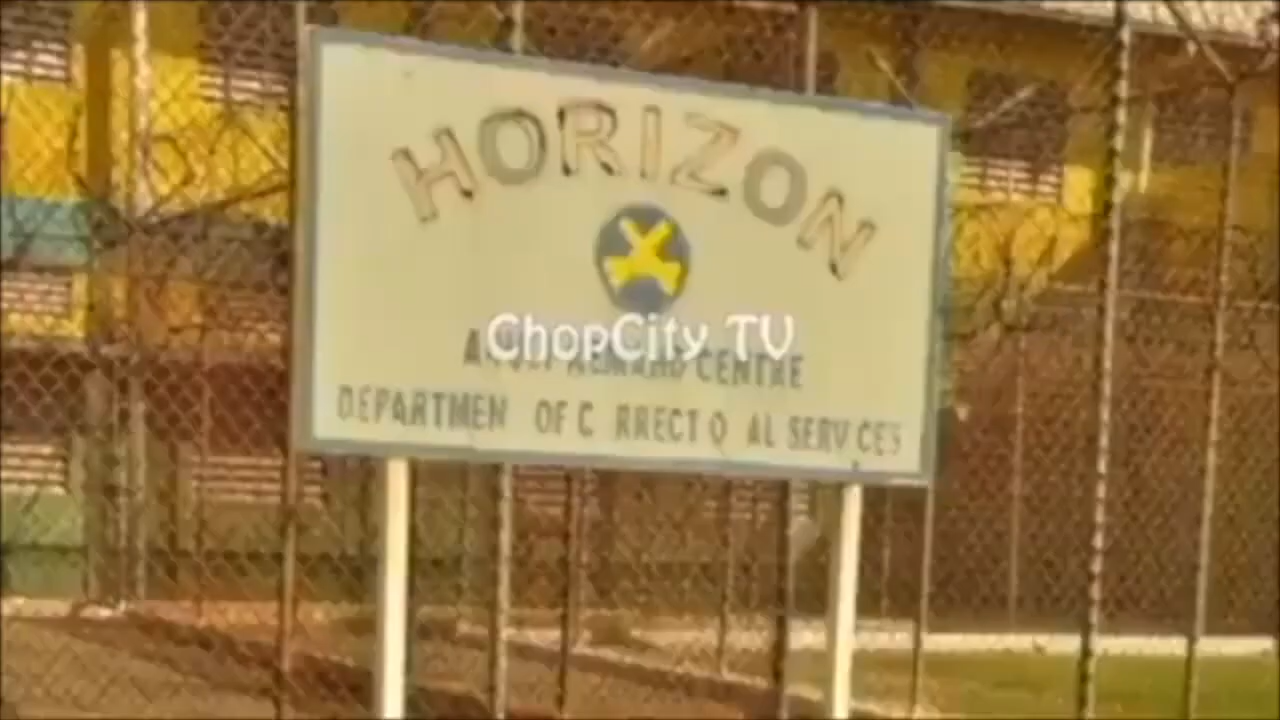 HORIZON
ChopCity TV
CENTRE
DEPARTMEN OF C RRECT O AL SERV CES